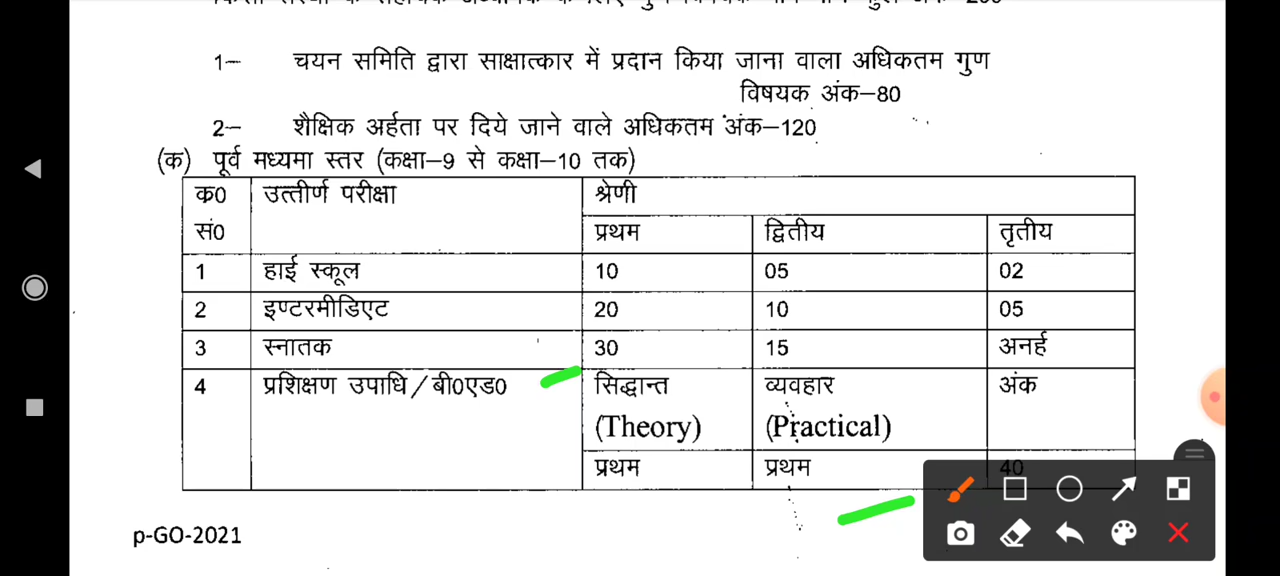 1— चयन समिति द्वारा साक्षात्कार में प्रदान किया जाना वाला अधिकतम गुण
विषयक अंक–80
2— शैक्षिक अर्हता पर दिये जाने वाले अधिकतम अंक–120
(क) पूर्व मध्यमा स्तर (कक्षा–9 से कक्षा–10 तक)
क0 सं0 उत्तीर्ण परीक्षा श्रेणी
प्रथम द्वितीय तृतीय
1 हाई स्कूल 10 05 02
2 इण्टरमीडिएट 20 10 05
3 स्नातक 30 15 अनर्ह
4 प्रशिक्षण उपाधि/बी0एड0 सिद्धान्त व्यवहार अंक
(Theory) (Practical)
प्रथम प्रथम 40
p-GO-2021